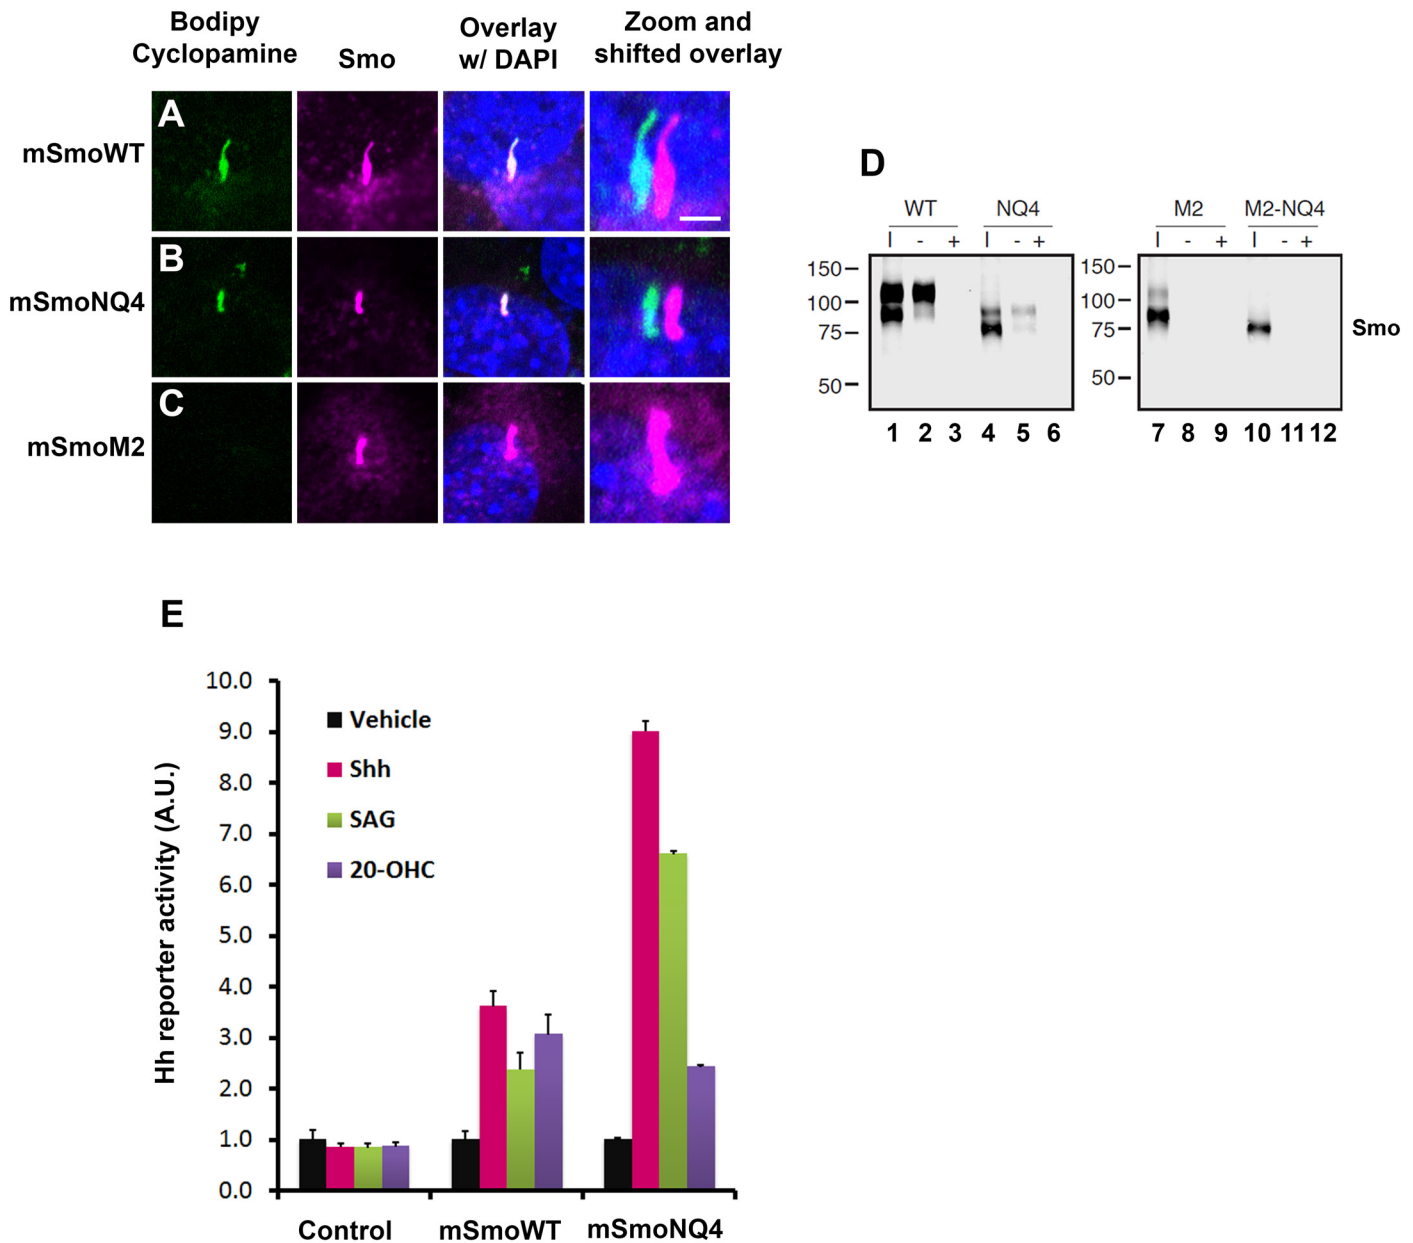 Bodipy
Cyclopamine
Smo
Overlay
w/ DAPI
Zoom and
shifted overlay
mSmoWT
A
mSmoNQ4
B
mSmoM2
C
D
WT NQ4 M2 M2-NQ4
I - + I - + I - + I - +
150 150
100 100
75 75
50 50
Smo
1 2 3 4 5 6 7 8 9 10 11 12
E
Hh reporter activity (A.U.)
10.0
9.0
8.0
7.0
6.0
5.0
4.0
3.0
2.0
1.0
0.0
Vehicle
Shh
SAG
20-OHC
Control mSmoWT mSmoNQ4